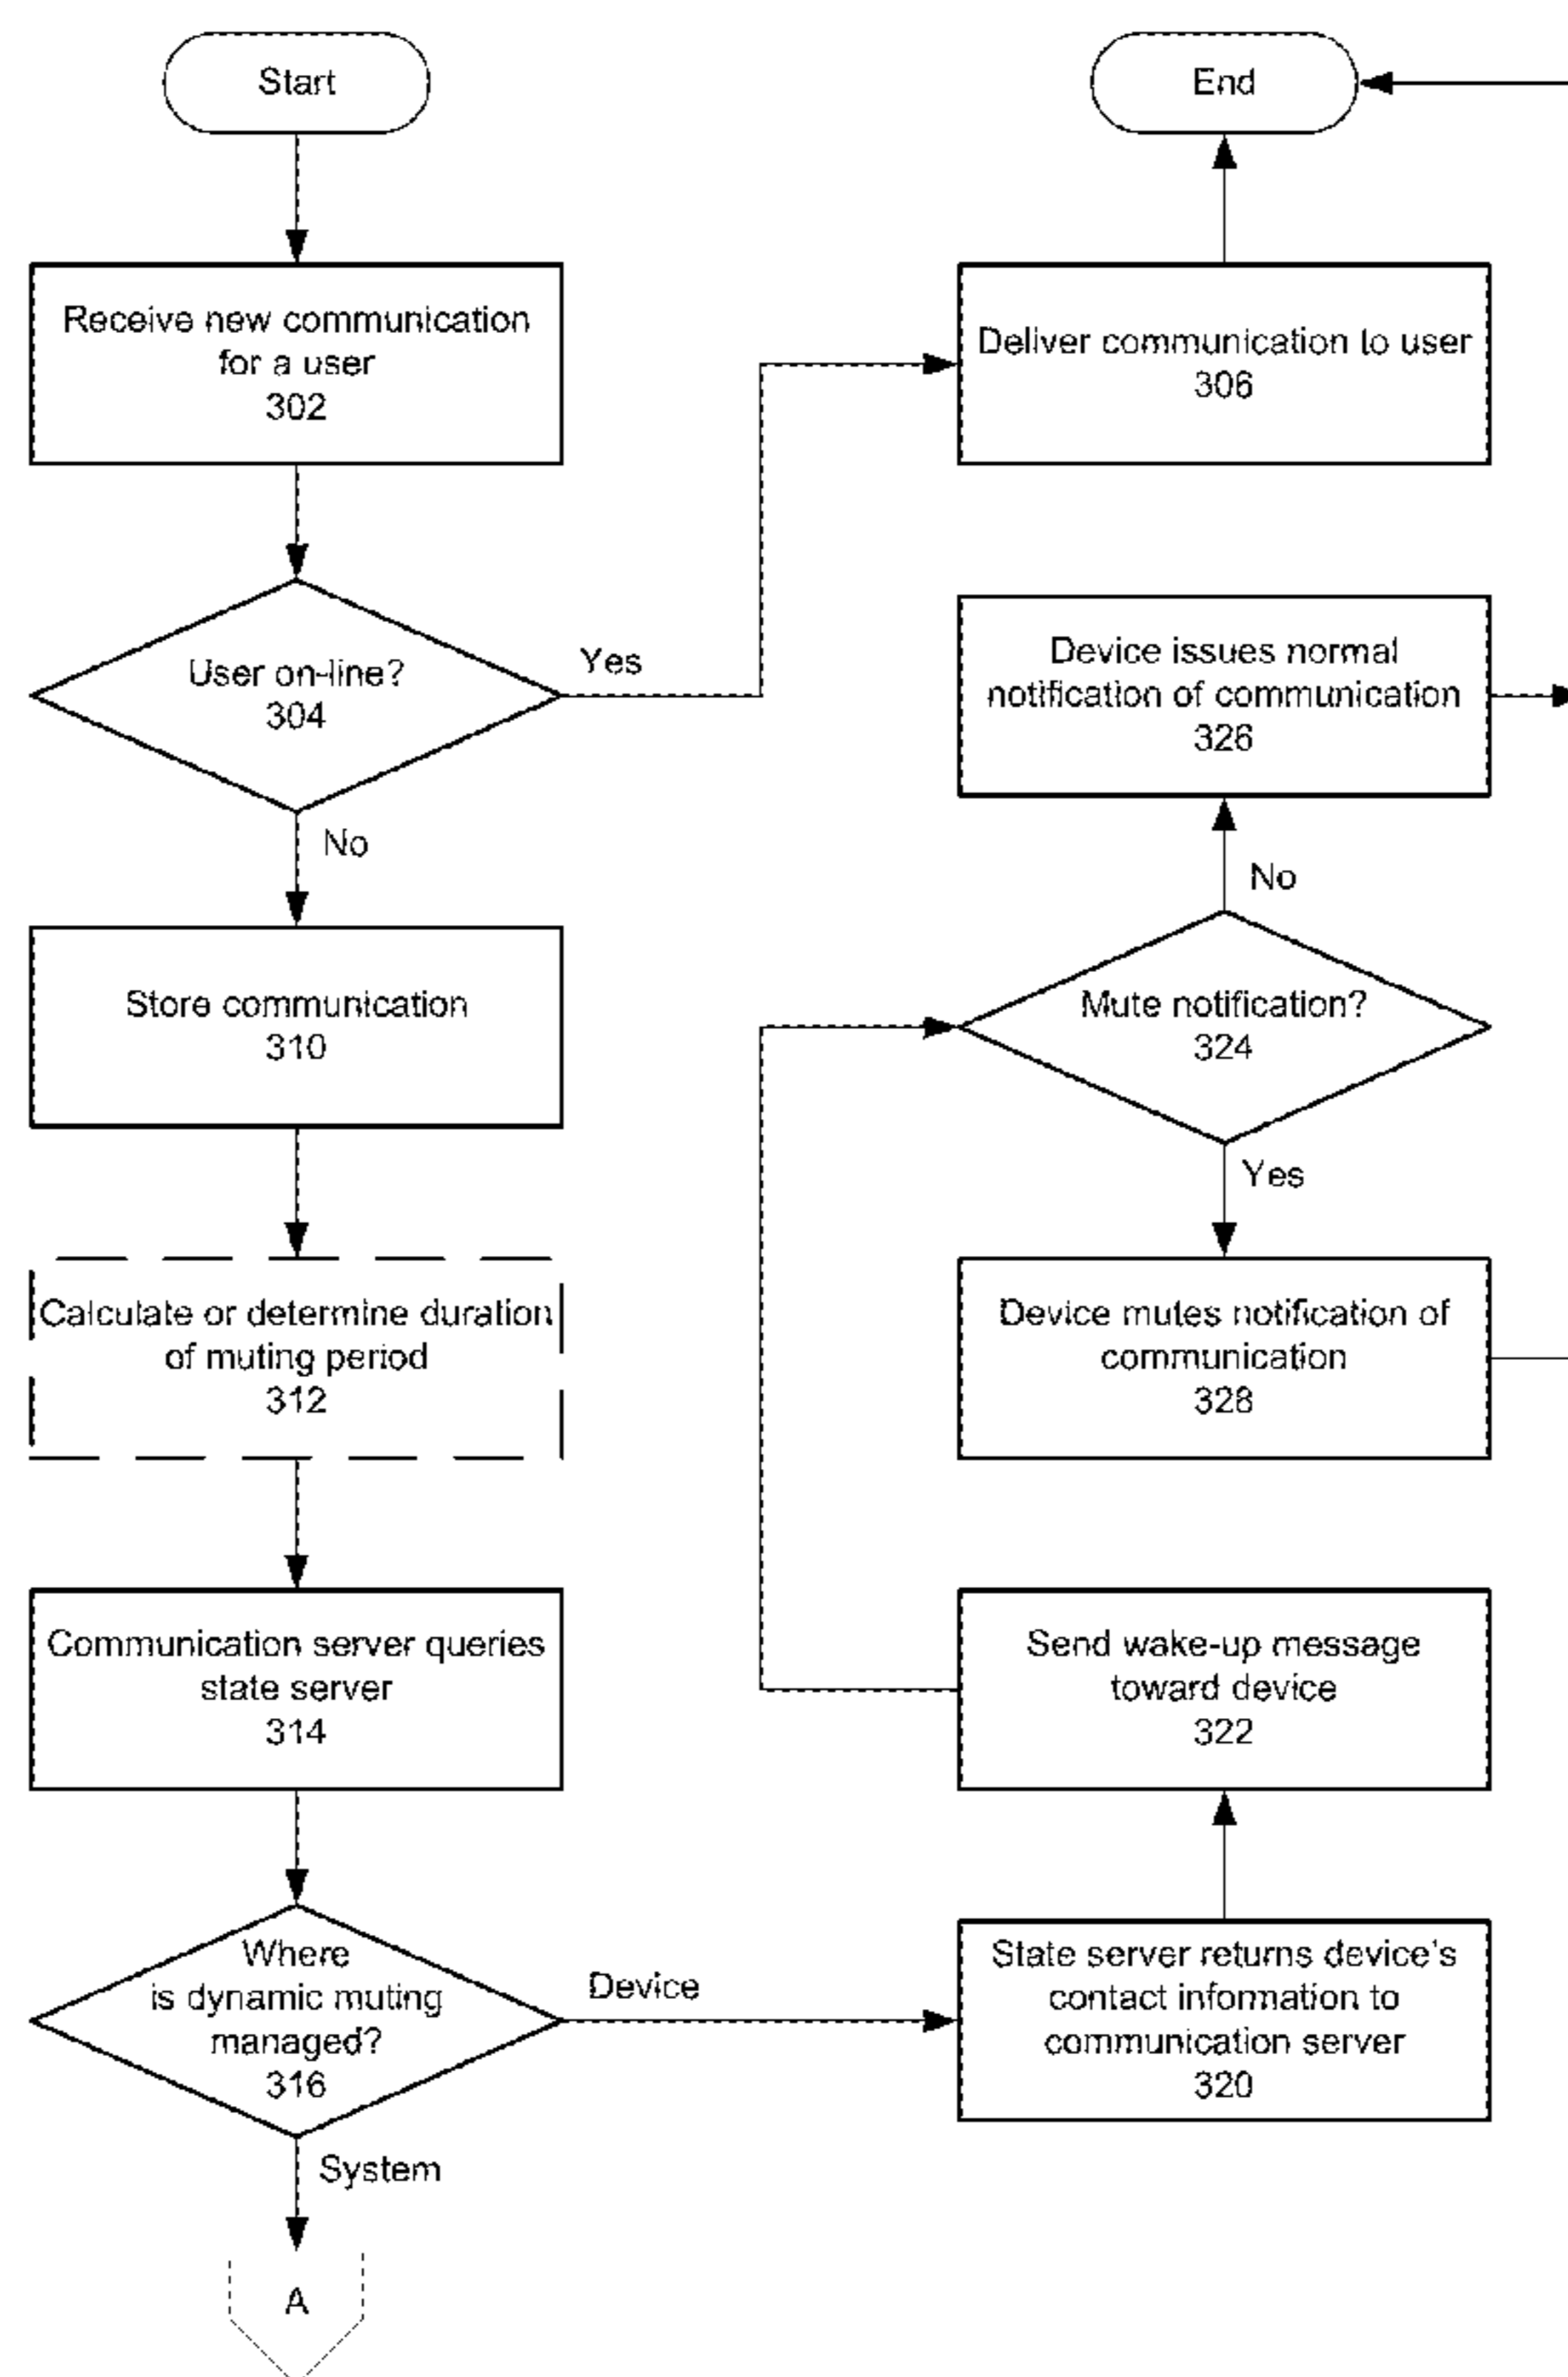 Start
Receive new communication
for a user
302
User on-line?
304
Yes
No
Store communication
310
Calculate or determine duration
of muting period
312
Communication server queries
state server
314
Where
is dynamic muting
managed?
316
Device
System
A
End
Deliver communication to user
306
Device issues normal
notification of communication
326
No
Mute notification?
324
Yes
Device mutes notification of
communication
328
Send wake-up message
toward device
322
State server returns device's
contact information to
communication server
320